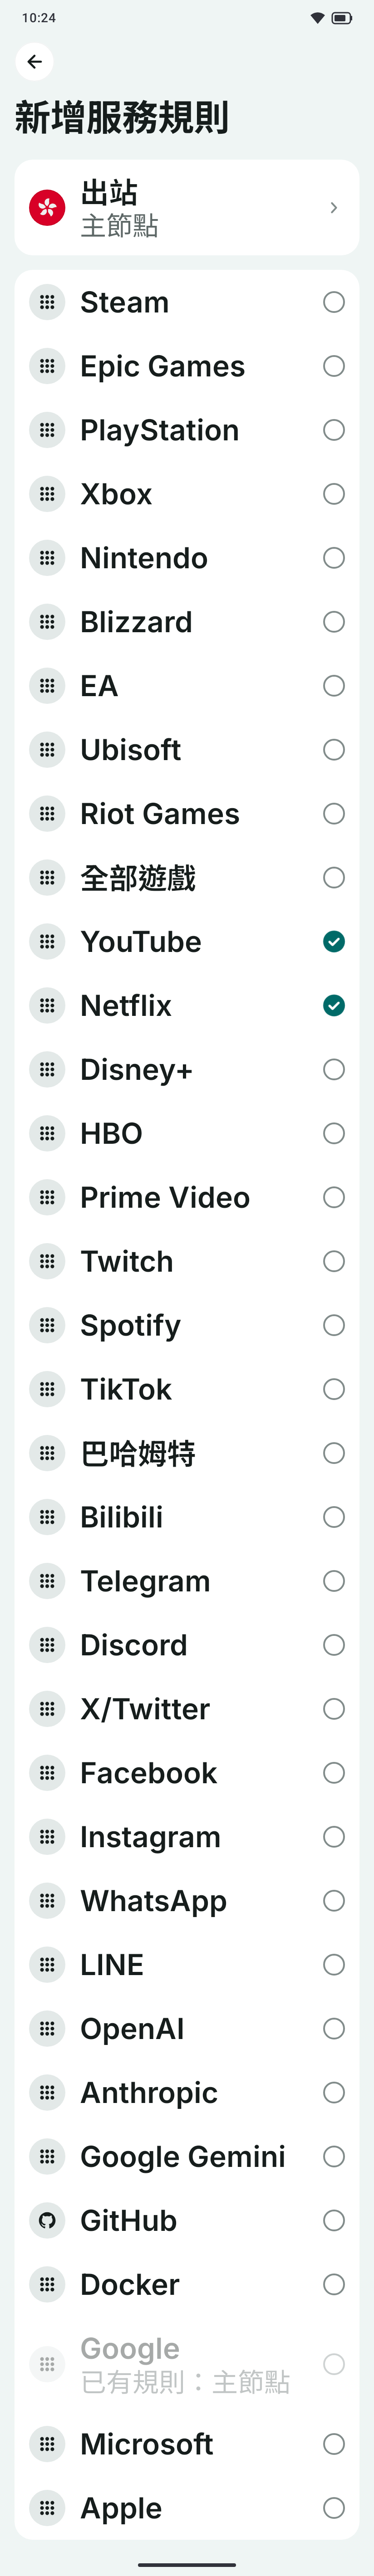 10:24
新增服務規則
出站
主節點
Steam
Epic Games
PlayStation
Xbox
Nintendo
Blizzard
EA
Ubisoft
Riot Games
全部遊戲
YouTube
Netflix
Disney+
HBO
Prime Video
Twitch
Spotify
TikTok
巴哈姆特
Bilibili
Telegram
Discord
X/Twitter
Facebook
Instagram
WhatsApp
LINE
OpenAI
Anthropic
Google Gemini
GitHub
Docker
Google
已有規則：主節點
Microsoft
Apple